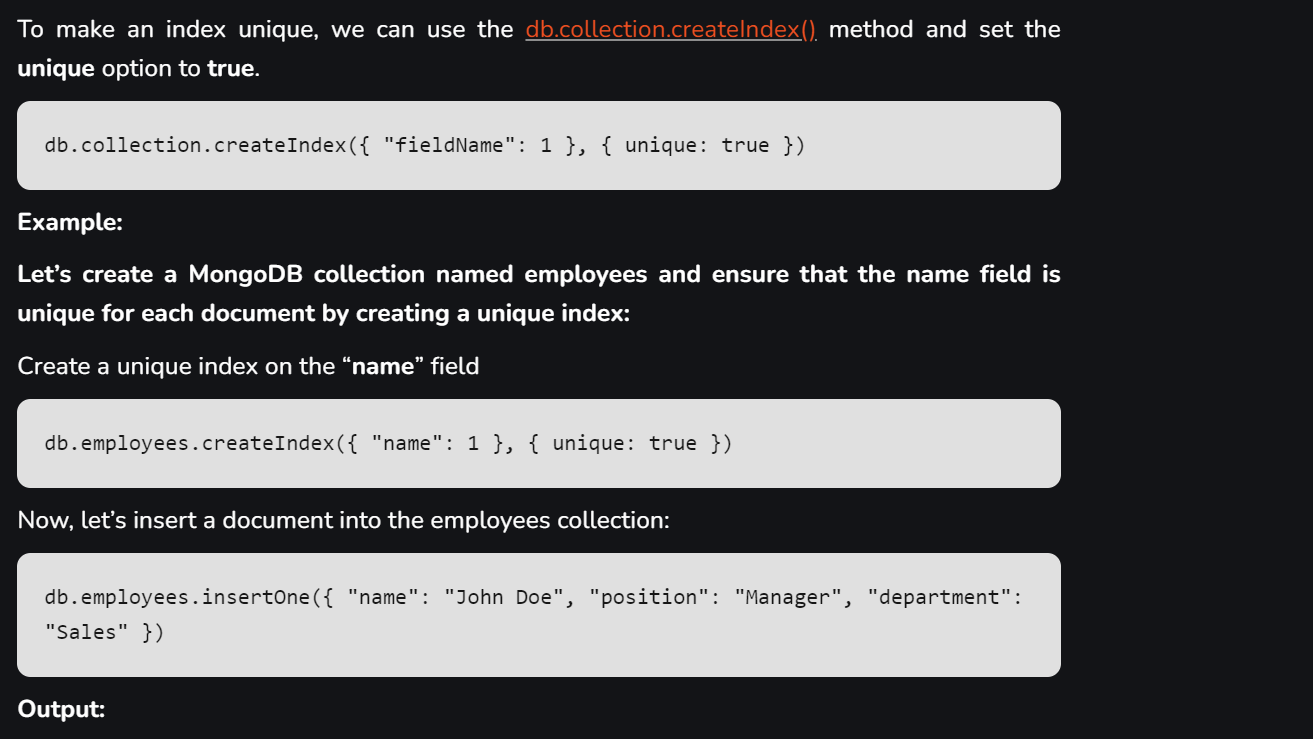 To make an index unique, we can use the db.collection.createIndex() method and set the
unique option to true.
db.collection.createIndex({ "fieldName": 1 }, { unique: true })
Example:
Let’s create a MongoDB collection named employees and ensure that the name field is
unique for each document by creating a unique index:
Create a unique index on the “name” field
db.employees.createIndex({ "name": 1 }, { unique: true })
Now, let’s insert a document into the employees collection:
db.employees.insertOne({ "name": "John Doe", "position": "Manager", "department":
"Sales" })
Output: